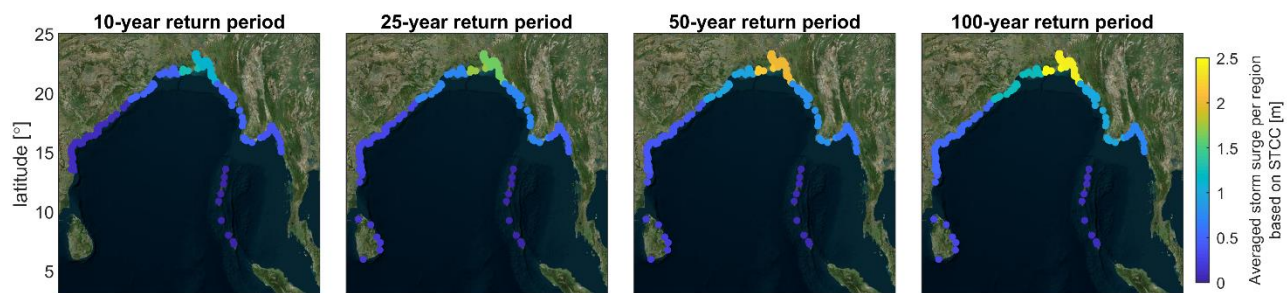 10-year return period
25-year return period
50-year return period
100-year return period
25
20
15
10
5
latitude [°]
2.5
2
1.5
1
0.5
0
Averaged storm surge per region
based on STCC [m]